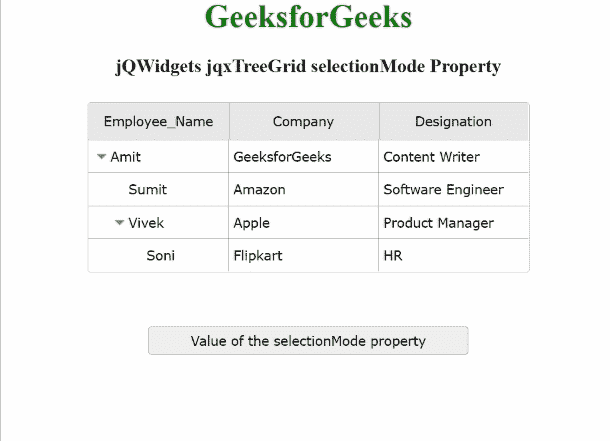 GeeksforGeeks
jQWidgets jqxTreeGrid selectionMode Property
Employee_Name Company Designation
Amit GeeksforGeeks Content Writer
Sumit Amazon Software Engineer
Vivek Apple Product Manager
Soni Flipkart HR
Value of the selectionMode property